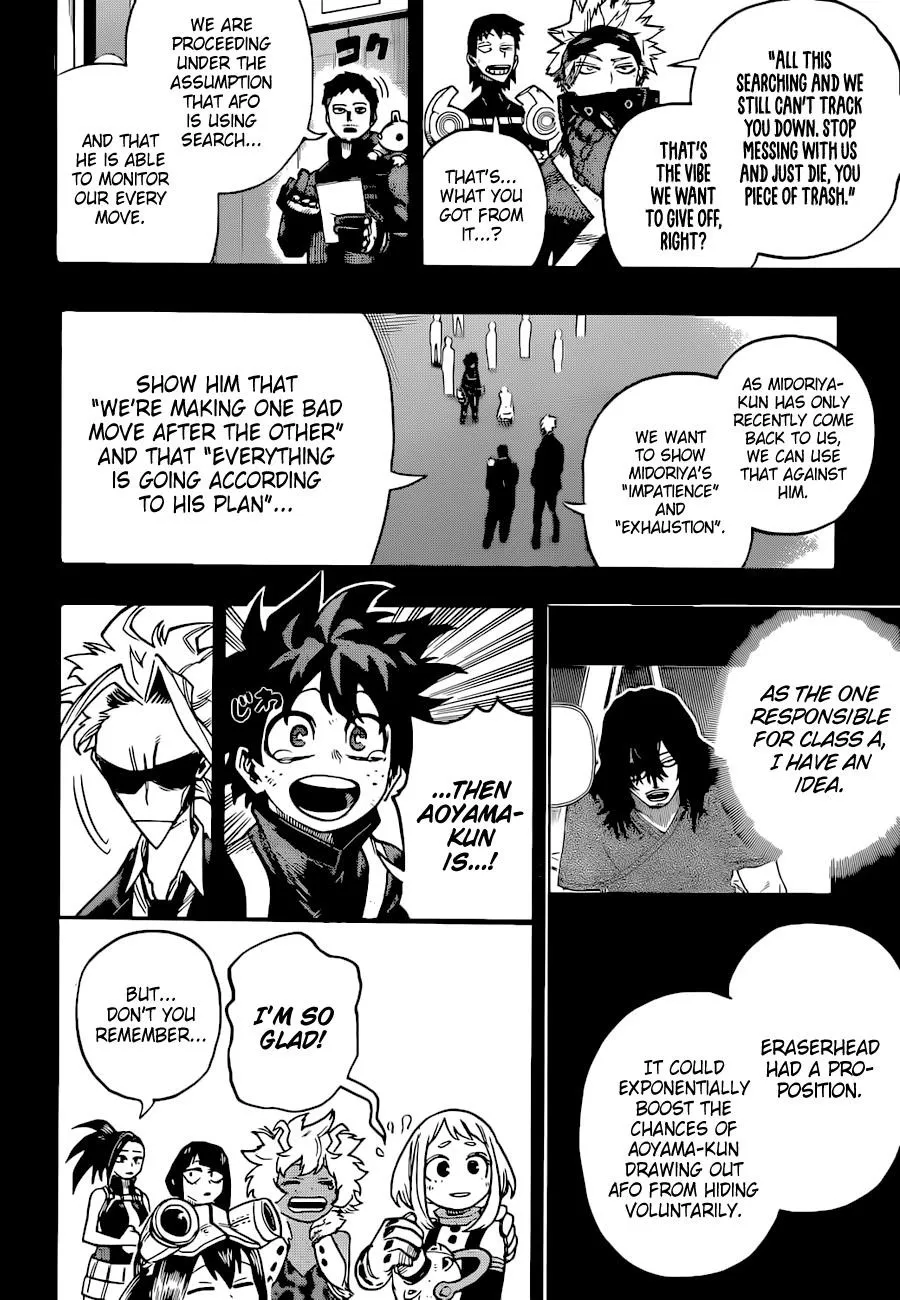 "ALL THIS
SEARCHING AND WE
STILL CAN'T TRACK
YOU DOWN. STOP
MESSING WITH US
AND JUST DIE, YOU
PIECE OF TRASH."
THAT'S
THE VIBE
WE WANT
TO GIVE OFF,
RIGHT?
THAT'S...
WHAT YOU
GOT FROM
IT...?
コク
WE ARE
PROCEEDING
UNDER THE
ASSUMPTION
THAT AFO
IS USING
SEARCH...
AND THAT
HE IS ABLE
TO MONITOR
OUR EVERY
MOVE.
AS MIDORIYA-
KUN HAS ONLY
RECENTLY COME
BACK TO US,
WE CAN USE
THAT AGAINST
HIM.
WE WANT
TO SHOW
MIDORIYA'S
"IMPATIENCE"
AND
"EXHAUSTION".
SHOW HIM THAT
"WE'RE MAKING ONE BAD
MOVE AFTER THE OTHER"
AND THAT "EVERYTHING
IS GOING ACCORDING
TO HIS PLAN"...
AS THE ONE
RESPONSIBLE
FOR CLASS A,
I HAVE AN
IDEA.
ERASERHEAD
HAD A PRO-
POSITION.
IT COULD
EXPONENTIALLY
BOOST THE
CHANCES OF
AOYAMA-KUN
DRAWING OUT
AFO FROM HIDING
VOLUNTARILY.
...THEN
AOYAMA-
KUN
IS...!
じわ
I'M SO
GLAD!
BUT...
DON'T YOU
REMEMBER...